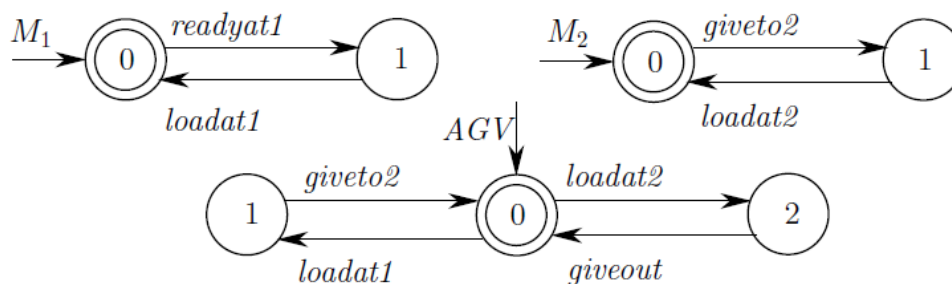 M1 readyat1 M2 giveto2
0 1 0 1
loadat1 loadat2
AGV
giveto2 loadat2
1 0 2
loadat1 giveout